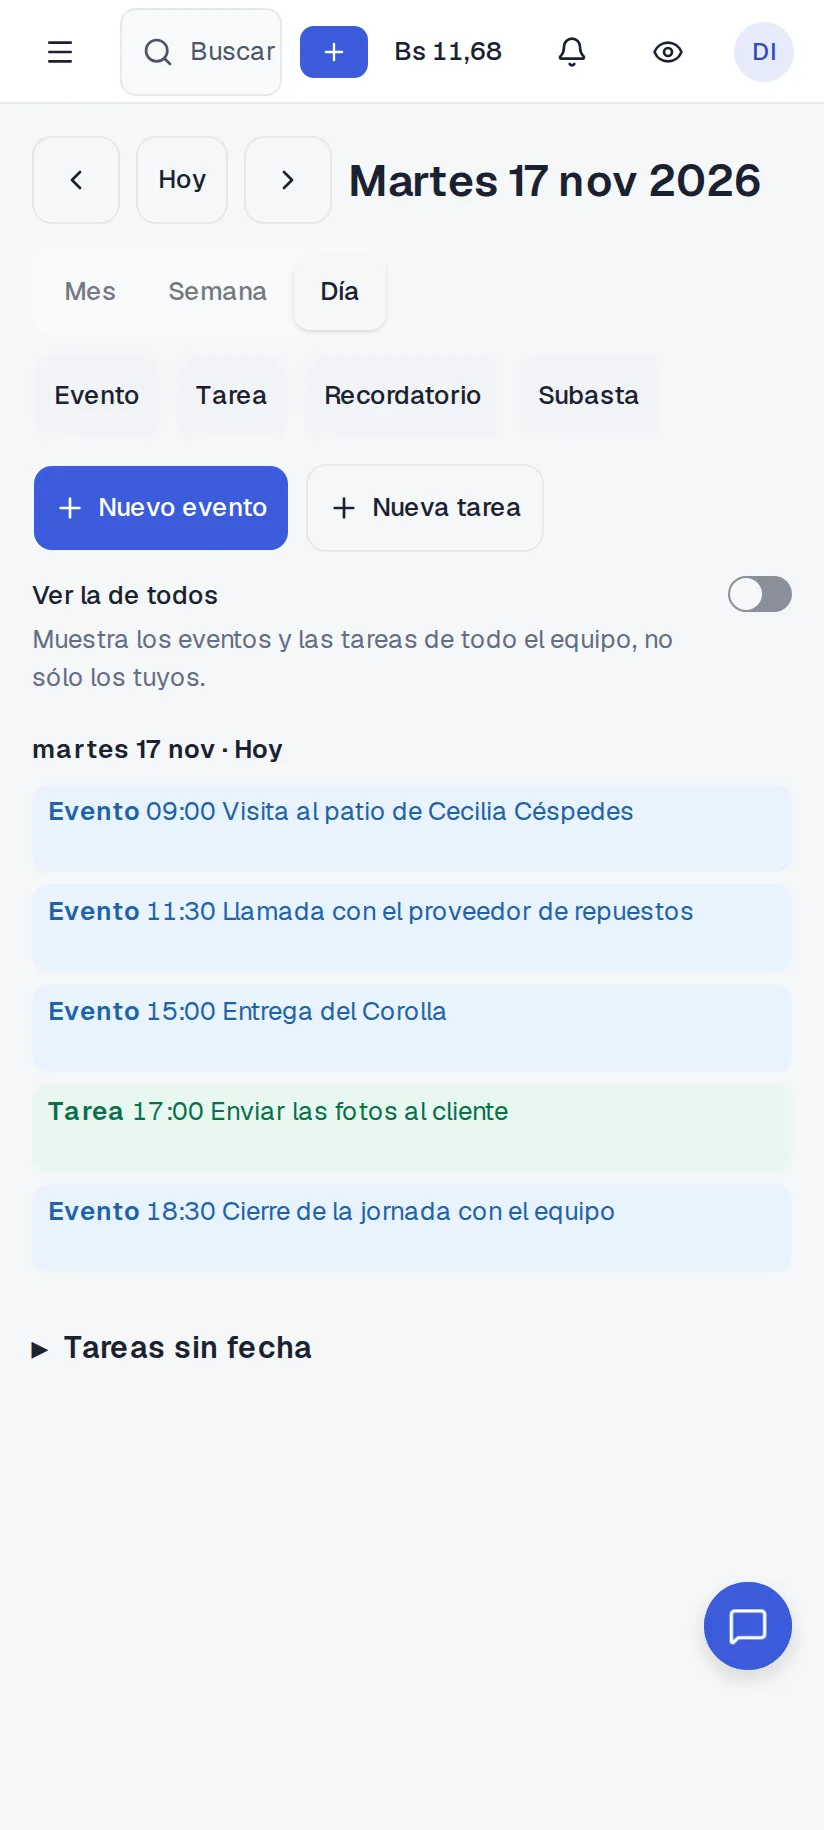 Buscar
Bs 11,68
DI
Hoy
Martes 17 nov 2026
Mes Semana Día
Evento Tarea Recordatorio Subasta
Nuevo evento Nueva tarea
Ver la de todos
Muestra los eventos y las tareas de todo el equipo, no
sólo los tuyos.
martes 17 nov · Hoy
Evento 09:00 Visita al patio de Cecilia Céspedes
Evento 11:30 Llamada con el proveedor de repuestos
Evento 15:00 Entrega del Corolla
Tarea 17:00 Enviar las fotos al cliente
Evento 18:30 Cierre de la jornada con el equipo
Tareas sin fecha